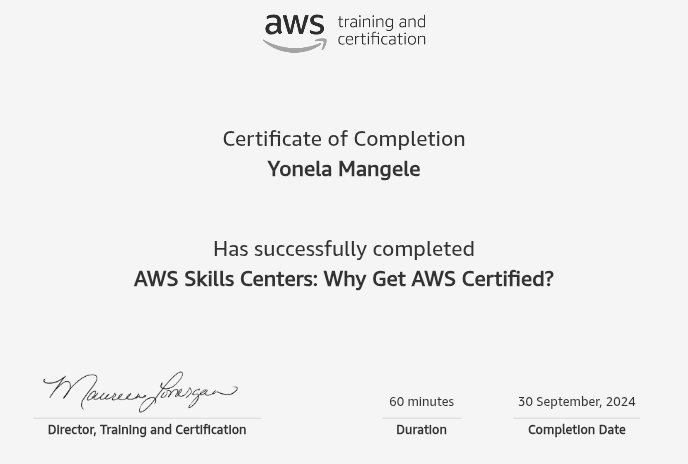 aws training and
certification
Certificate of Completion
Yonela Mangele
Has successfully completed
AWS Skills Centers: Why Get AWS Certified?
Maureen Lonergan
Director, Training and Certification
60 minutes
Duration
30 September, 2024
Completion Date